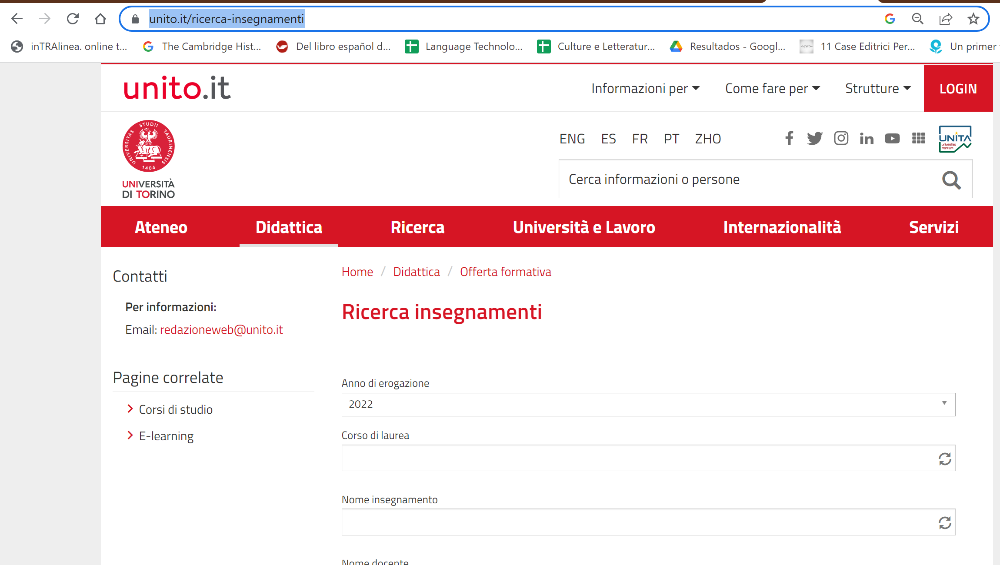 unito.it/ricerca-insegnamenti
inTRAlinea. online t...
The Cambridge Hist...
Del libro español d...
Language Technolo...
Culture e Letteratur...
Resultados - Googl...
11 Case Editrici Per...
Un primer
unito.it
Informazioni per
Come fare per
Strutture
LOGIN
UNIVERSITAS STUDII TAURINENSIS
1404
UNIVERSITÀ
DI TORINO
ENG ES FR PT ZHO
UNITA
universitas
montium
Cerca informazioni o persone
Ateneo
Didattica
Ricerca
Università e Lavoro
Internazionalità
Servizi
Contatti
Per informazioni:
Email: redazioneweb@unito.it
Pagine correlate
Corsi di studio
E-learning
Home / Didattica / Offerta formativa
Ricerca insegnamenti
Anno di erogazione
2022
Corso di laurea
Nome insegnamento
Nome docente